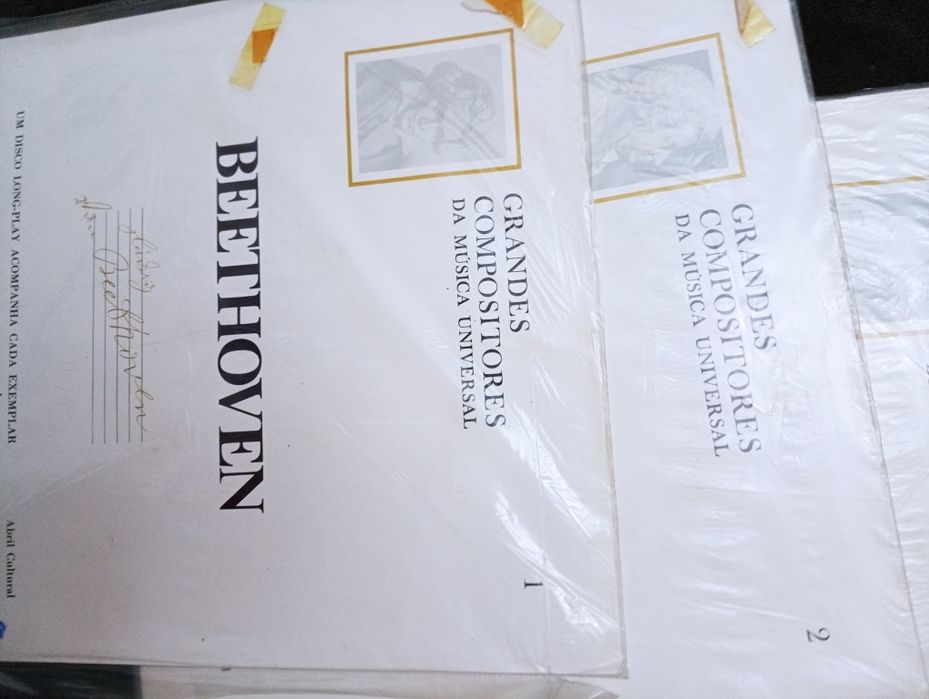 GRANDES
COMPOSITORES
DA MÚSICA UNIVERSAL
1
BEETHOVEN
UM DISCO LONG-PLAY ACOMPANHA CADA EXEMPLAR
Abril Cultural
GRANDES
COMPOSITORES
DA MÚSICA UNIVERSAL
2